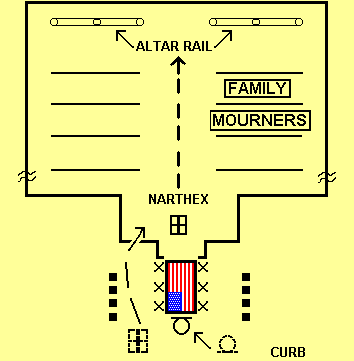 ALTAR RAIL
FAMILY
MOURNERS
NARTHEX
CURB